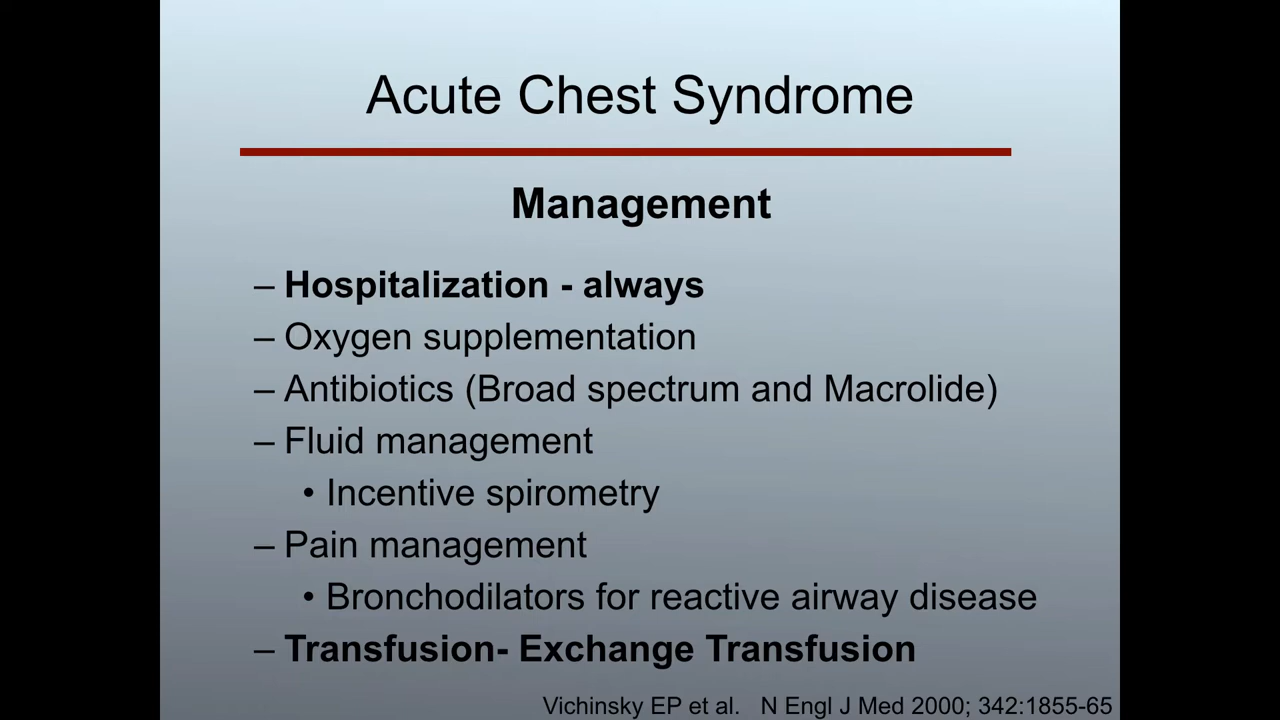 Acute Chest Syndrome
Management
– Hospitalization - always
– Oxygen supplementation
– Antibiotics (Broad spectrum and Macrolide)
– Fluid management
• Incentive spirometry
– Pain management
• Bronchodilators for reactive airway disease
– Transfusion- Exchange Transfusion
Vichinsky EP et al. N Engl J Med 2000; 342:1855-65